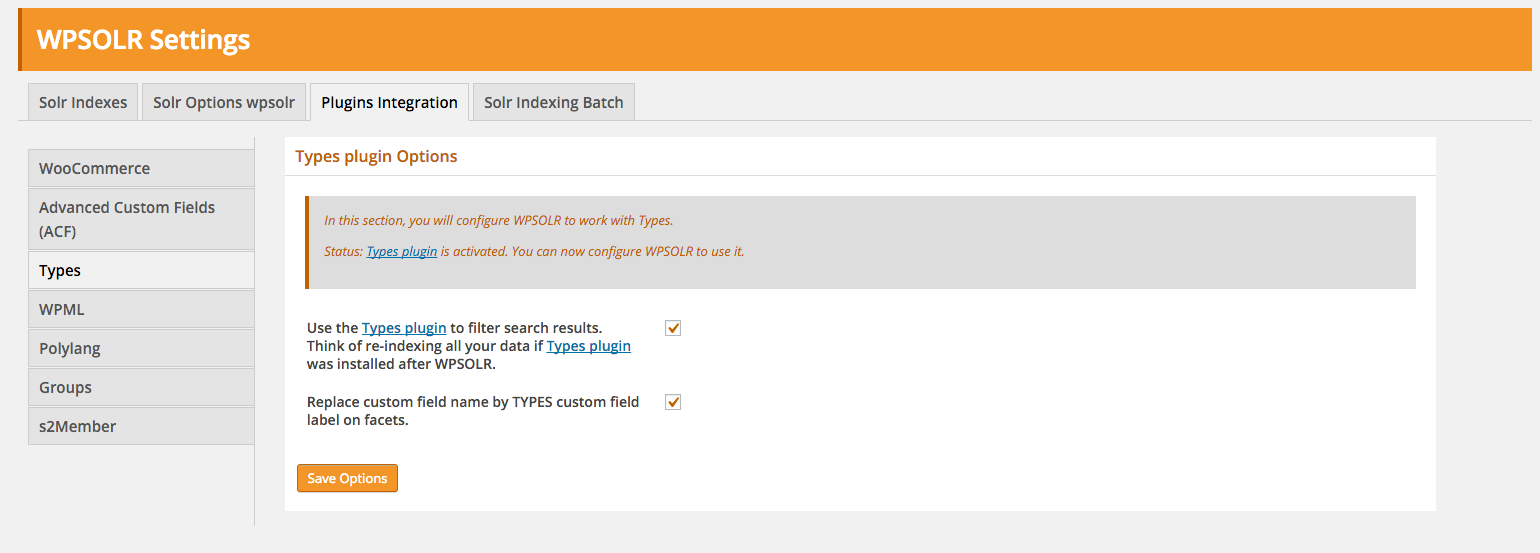 WPSOLR Settings
Solr Indexes
Solr Options wpsolr
Plugins Integration
Solr Indexing Batch
WooCommerce
Advanced Custom Fields
(ACF)
Types
WPML
Polylang
Groups
s2Member
Types plugin Options
In this section, you will configure WPSOLR to work with Types.
Status: Types plugin is activated. You can now configure WPSOLR to use it.
Use the Types plugin to filter search results.
Think of re-indexing all your data if Types plugin
was installed after WPSOLR.
Replace custom field name by TYPES custom field
label on facets.
Save Options